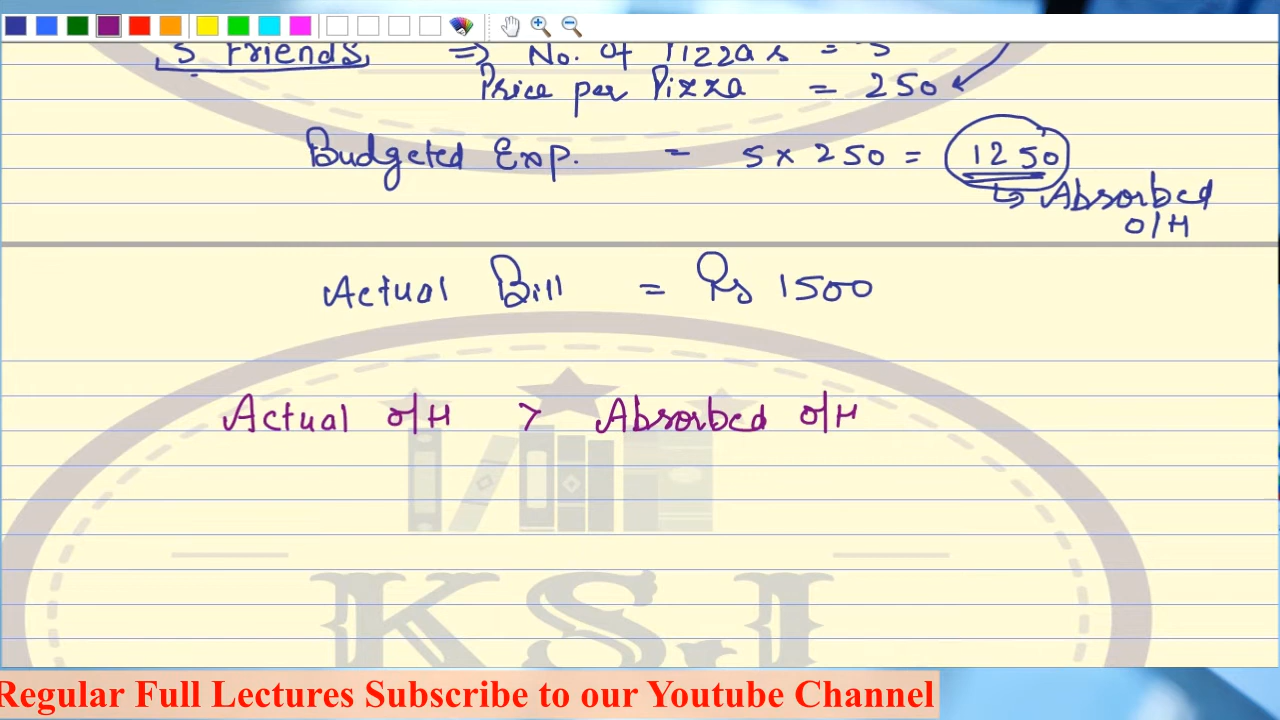 5 Friends => No. of Pizzas = 5
Price per Pizza = 250
Budgeted Exp. = 5 x 250 = 1250
↳ Absorbed
O/H
Actual Bill = Rs 1500
Actual O/H > Absorbed O/H
KSJ
Regular Full Lectures Subscribe to our Youtube Channel